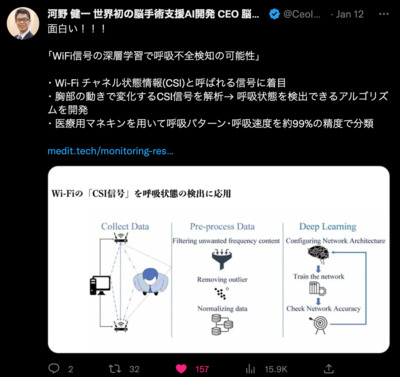 河野 健一 世界初の脳手術支援AI開発 CEO 脳... @Ceol... · Jan 12
面白い！！！
「WiFi信号の深層学習で呼吸不全検知の可能性」
・Wi-Fi チャネル状態情報(CSI)と呼ばれる信号に着目
・胸部の動きで変化するCSI信号を解析→ 呼吸状態を検出できるアルゴリズ
ムを開発
・医療用マネキンを用いて呼吸パターン･呼吸速度を約99%の精度で分類
medit.tech/monitoring-res...
Wi-Fiの「CSI信号」を呼吸状態の検出に応用
Collect Data
Pre-process Data
Filtering unwanted frequency content
Removing outlier
Normalizing data
Deep Learning
Configuring Network Architecture
Train the network
Check Network Accuracy
2 32 157 15.9K